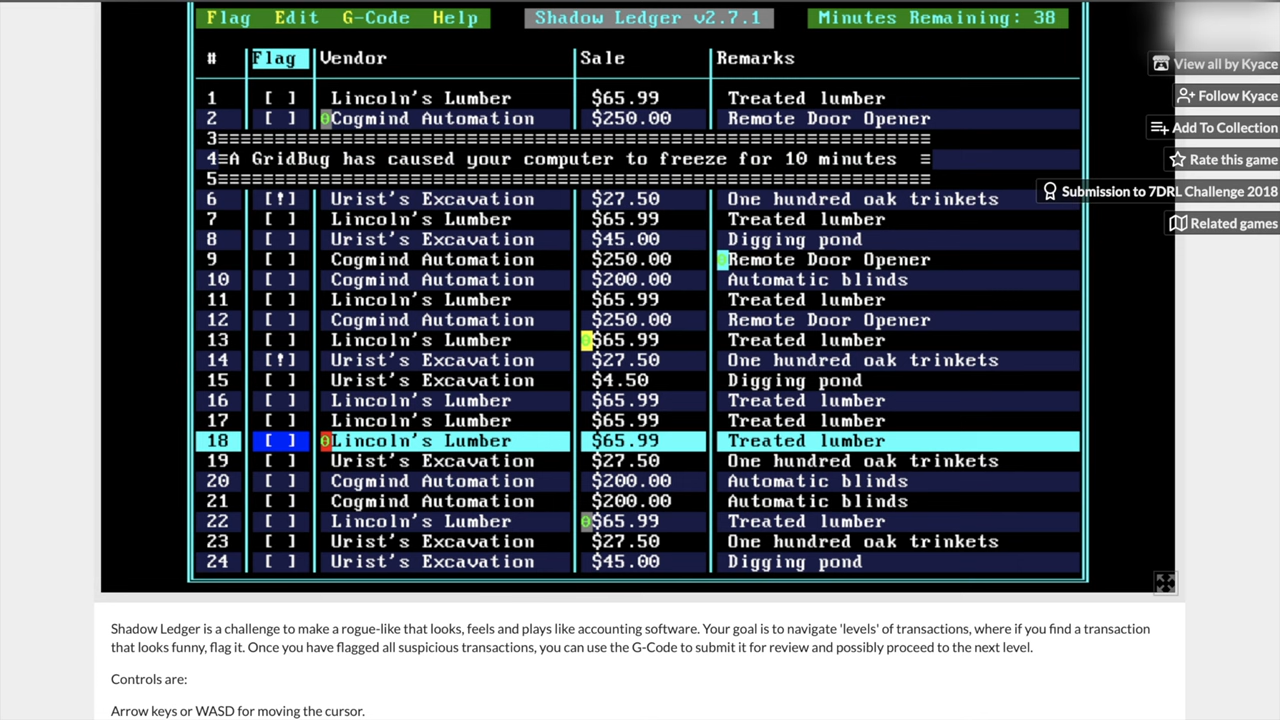 Flag Edit G-Code Help Shadow Ledger v2.7.1 Minutes Remaining: 38
# Flag Vendor Sale Remarks
1 [ ] Lincoln's Lumber $65.99 Treated lumber
2 [ ] θCogmind Automation $250.00 Remote Door Opener
3≡≡≡≡≡≡≡≡≡≡≡≡≡≡≡≡≡≡≡≡≡≡≡≡≡≡≡≡≡≡≡≡≡≡≡≡≡≡≡≡≡≡≡≡≡≡≡≡≡≡≡≡≡≡≡≡≡≡≡≡≡≡≡
4≡A GridBug has caused your computer to freeze for 10 minutes ≡
5≡≡≡≡≡≡≡≡≡≡≡≡≡≡≡≡≡≡≡≡≡≡≡≡≡≡≡≡≡≡≡≡≡≡≡≡≡≡≡≡≡≡≡≡≡≡≡≡≡≡≡≡≡≡≡≡≡≡≡≡≡≡≡
6 [!] Urist's Excavation $27.50 One hundred oak trinkets
7 [ ] Lincoln's Lumber $65.99 Treated lumber
8 [ ] Urist's Excavation $45.00 Digging pond
9 [ ] Cogmind Automation $250.00 θRemote Door Opener
10 [ ] Cogmind Automation $200.00 Automatic blinds
11 [ ] Lincoln's Lumber $65.99 Treated lumber
12 [ ] Cogmind Automation $250.00 Remote Door Opener
13 [ ] Lincoln's Lumber θ$65.99 Treated lumber
14 [!] Urist's Excavation $27.50 One hundred oak trinkets
15 [ ] Urist's Excavation $4.50 Digging pond
16 [ ] Lincoln's Lumber $65.99 Treated lumber
17 [ ] Lincoln's Lumber $65.99 Treated lumber
18 [ ] θLincoln's Lumber $65.99 Treated lumber
19 [ ] Urist's Excavation $27.50 One hundred oak trinkets
20 [ ] Cogmind Automation $200.00 Automatic blinds
21 [ ] Cogmind Automation $200.00 Automatic blinds
22 [ ] Lincoln's Lumber θ$65.99 Treated lumber
23 [ ] Urist's Excavation $27.50 One hundred oak trinkets
24 [ ] Urist's Excavation $45.00 Digging pond
View all by Kyace
Follow Kyace
Add To Collection
Rate this game
Submission to 7DRL Challenge 2018
Related games
Shadow Ledger is a challenge to make a rogue-like that looks, feels and plays like accounting software. Your goal is to navigate 'levels' of transactions, where if you find a transaction
that looks funny, flag it. Once you have flagged all suspicious transactions, you can use the G-Code to submit it for review and possibly proceed to the next level.
Controls are:
Arrow keys or WASD for moving the cursor.